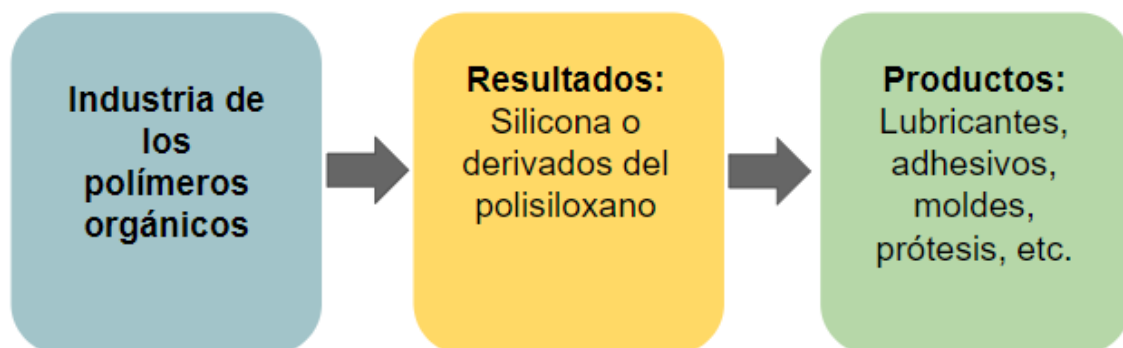 Industria de
los
polímeros
orgánicos
Resultados:
Silicona o
derivados del
polisiloxano
Productos:
Lubricantes,
adhesivos,
moldes,
prótesis, etc.